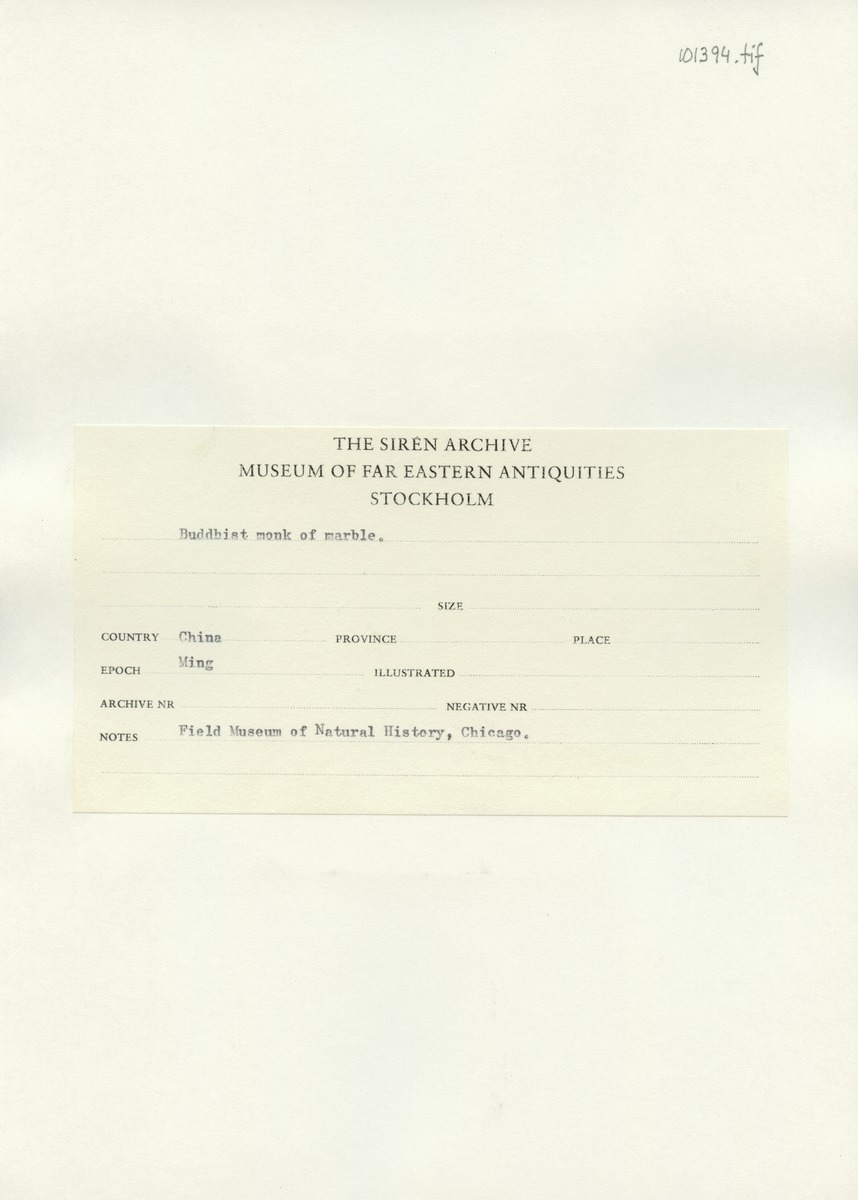 101394.tif
THE SIRÉN ARCHIVE
MUSEUM OF FAR EASTERN ANTIQUITIES
STOCKHOLM
Buddhist monk of marble.
SIZE
COUNTRY China PROVINCE PLACE
EPOCH Ming ILLUSTRATED
ARCHIVE NR NEGATIVE NR
NOTES Field Museum of Natural History, Chicago.